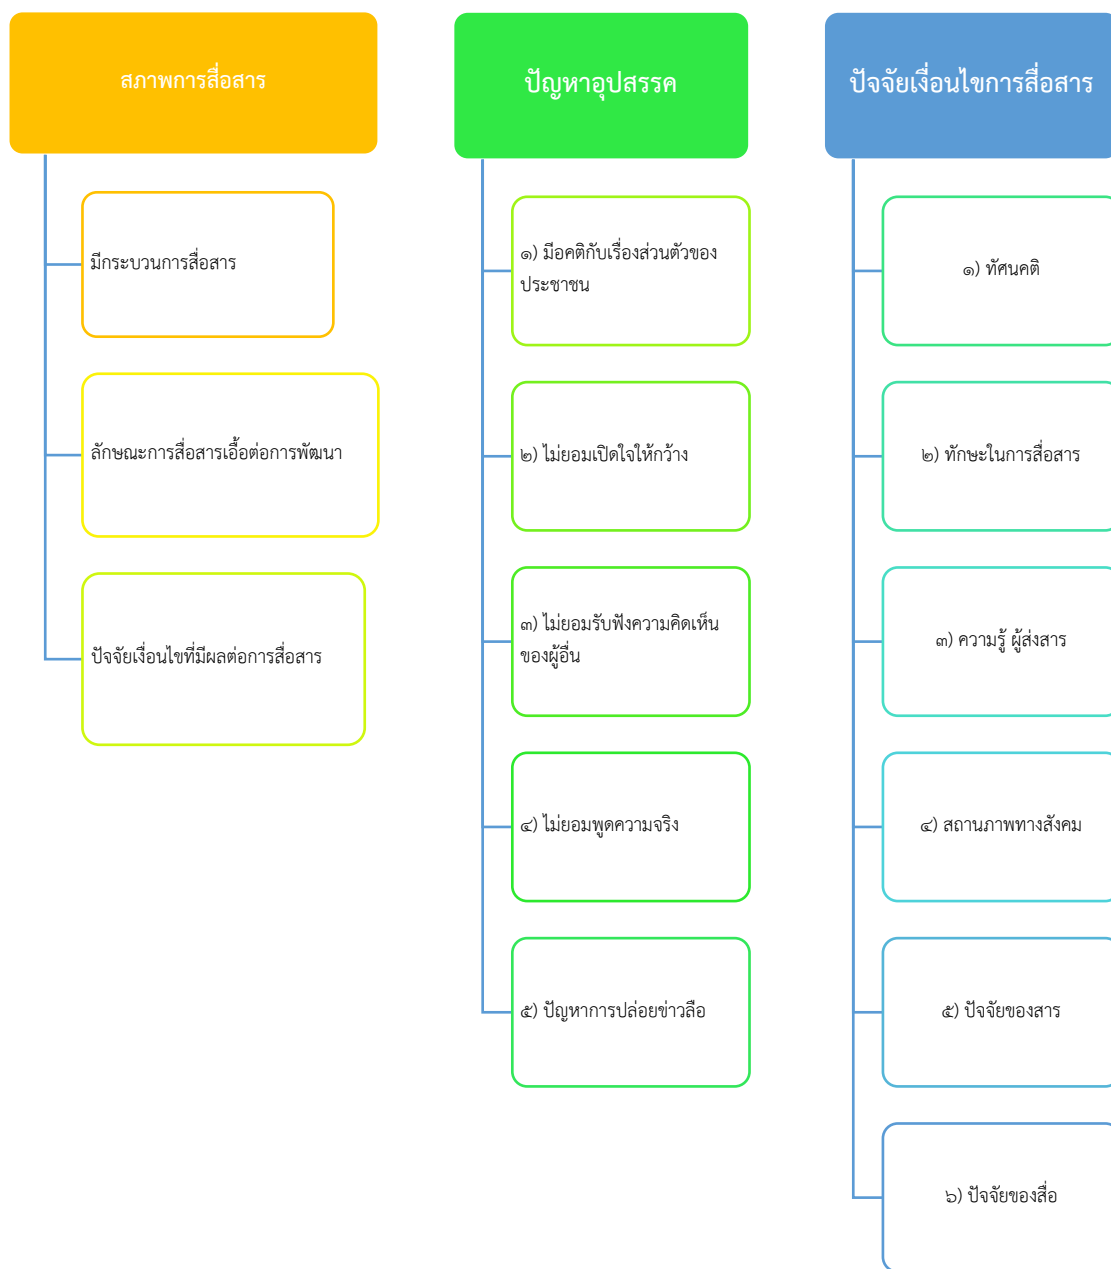 สภาพการสื่อสาร
มีกระบวนการสื่อสาร
ลักษณะการสื่อสารเอื้อต่อการพัฒนา
ปัจจัยเงื่อนไขที่มีผลต่อการสื่อสาร
ปัญหาอุปสรรค
๑) มีอคติกับเรื่องส่วนตัวของ
ประชาชน
๒) ไม่ยอมเปิดใจให้กว้าง
๓) ไม่ยอมรับฟังความคิดเห็น
ของผู้อื่น
๔) ไม่ยอมพูดความจริง
๕) ปัญหาการปล่อยข่าวลือ
ปัจจัยเงื่อนไขการสื่อสาร
๑) ทัศนคติ
๒) ทักษะในการสื่อสาร
๓) ความรู้ ผู้ส่งสาร
๔) สถานภาพทางสังคม
๕) ปัจจัยของสาร
๖) ปัจจัยของสื่อ